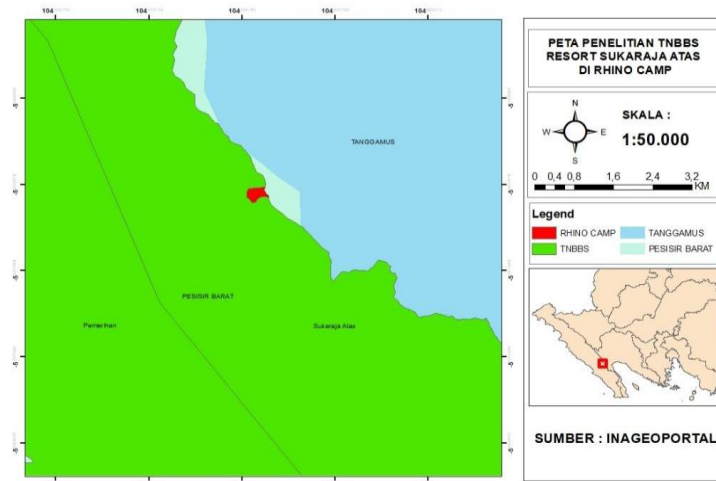 104
104
104
104
104
TANGGAMUS
PESISIR BARAT
Pemerihan
Sukaraja Atas
PETA PENELITIAN TNBBS
RESORT SUKARAJA ATAS
DI RHINO CAMP
N
W E
S
SKALA :
1:50.000
0 0,4 0,8 1,6 2,4 3,2
KM
Legend
RHINO CAMP TANGGAMUS
TNBBS PESISIR BARAT
SUMBER : INAGEOPORTAL